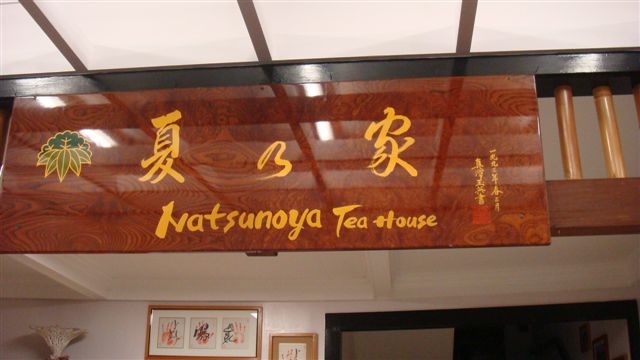 夏乃家
Natsunoya Tea House